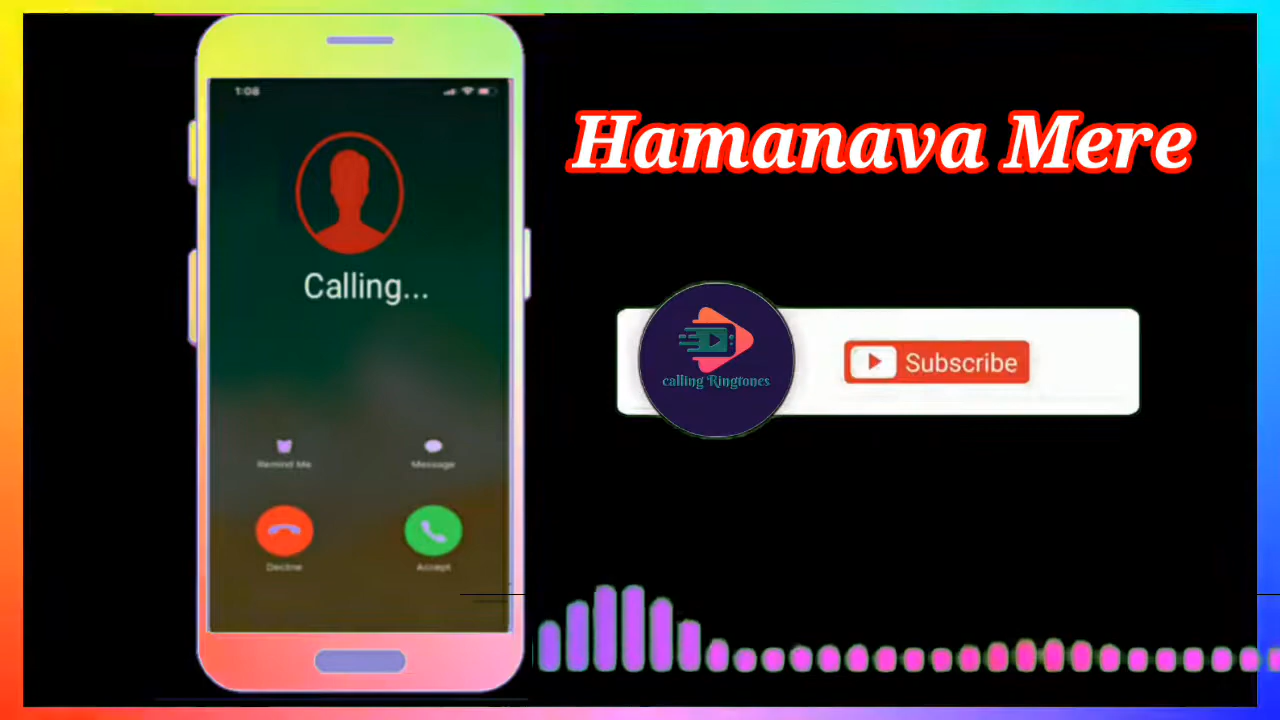 1:08
Hamanava Mere
Calling...
calling Ringtones
Subscribe
Remind Me
Message
Decline
Accept